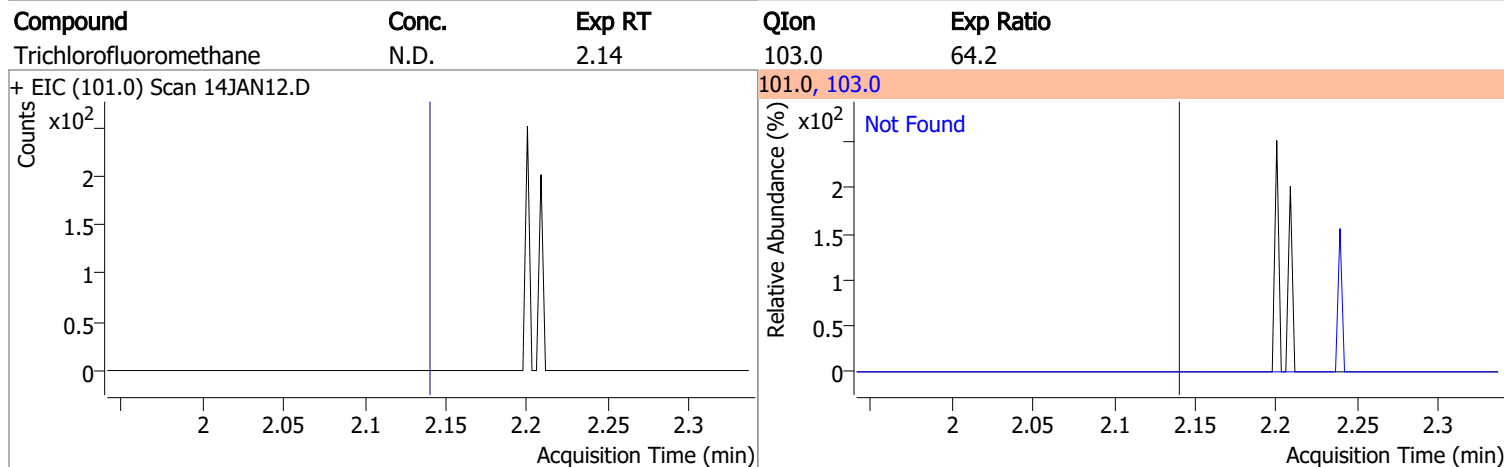 Compound Conc. Exp RT QIon Exp Ratio
Trichlorofluoromethane N.D. 2.14 103.0 64.2
+ EIC (101.0) Scan 14JAN12.D
Counts
x10²
2
1.5
1
0.5
0
2 2.05 2.1 2.15 2.2 2.25 2.3
Acquisition Time (min)
101.0, 103.0
Relative Abundance (%)
x10²
Not Found
2
1.5
1
0.5
0
2 2.05 2.1 2.15 2.2 2.25 2.3
Acquisition Time (min)